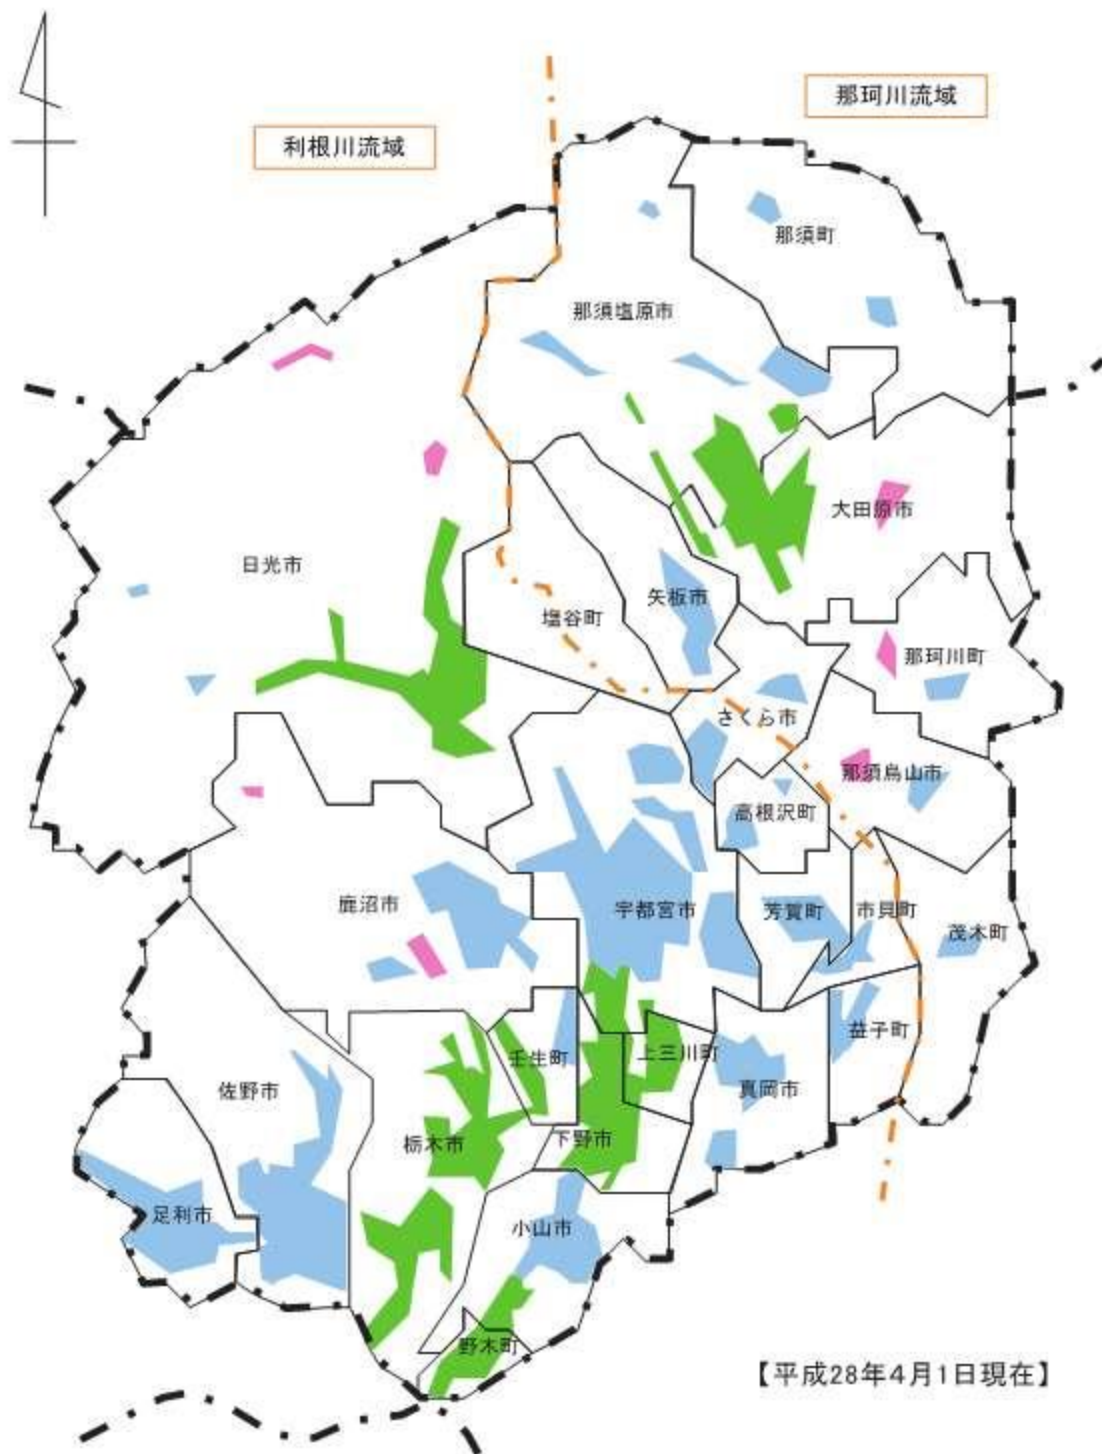 那珂川流域
利根川流域
那須町
那須塩原市
大田原市
日光市
矢板市
塩谷町
那珂川町
さくら市
那須烏山市
高根沢町
鹿沼市
宇都宮市
芳賀町
市貝町
茂木町
益子町
壬生町
上三川町
佐野市
真岡市
栃木市
下野市
足利市
小山市
野木町
【平成28年4月1日現在】